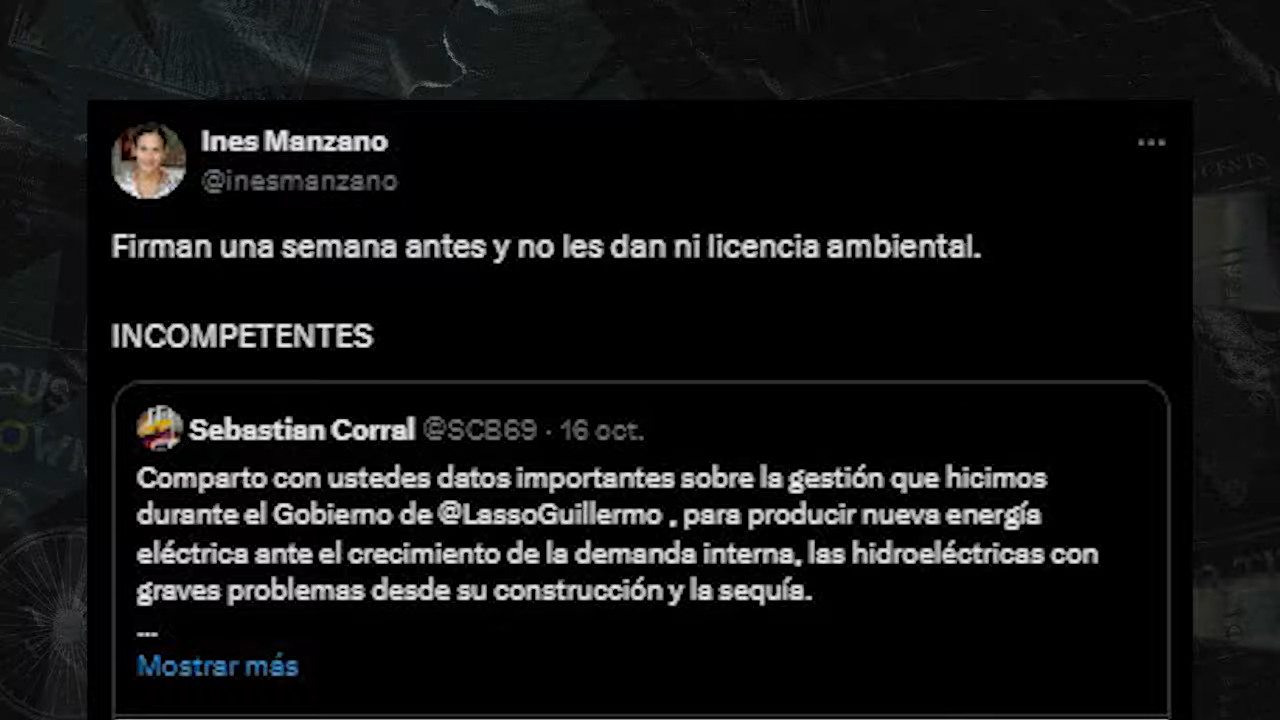 Ines Manzano
@inesmanzano
Firman una semana antes y no les dan ni licencia ambiental.
INCOMPETENTES
Sebastian Corral @SCB69 · 16 oct.
Comparto con ustedes datos importantes sobre la gestión que hicimos
durante el Gobierno de @LassoGuillermo , para producir nueva energía
eléctrica ante el crecimiento de la demanda interna, las hidroeléctricas con
graves problemas desde su construcción y la sequía.
...
Mostrar más